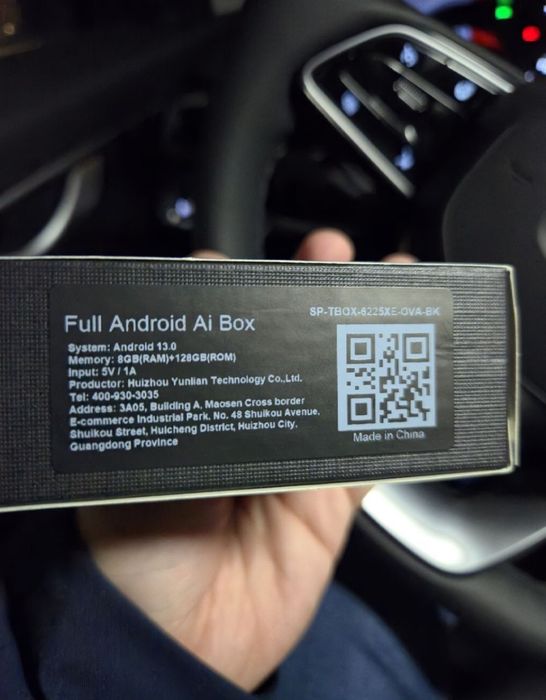 SP-TBOX-6225XE-OVA-BK
Full Android Ai Box
System: Android 13.0
Memory: 8GB(RAM)+128GB(ROM)
Input: 5V / 1A
Productor: Huizhou Yunlian Technology Co.,Ltd.
Tel: 400-930-3035
Address: 3A05, Building A, Maosen Cross border
E-commerce Industrial Park, No. 48 Shuikou Avenue,
Shuikou Street, Huicheng District, Huizhou City,
Guangdong Province
Made in China